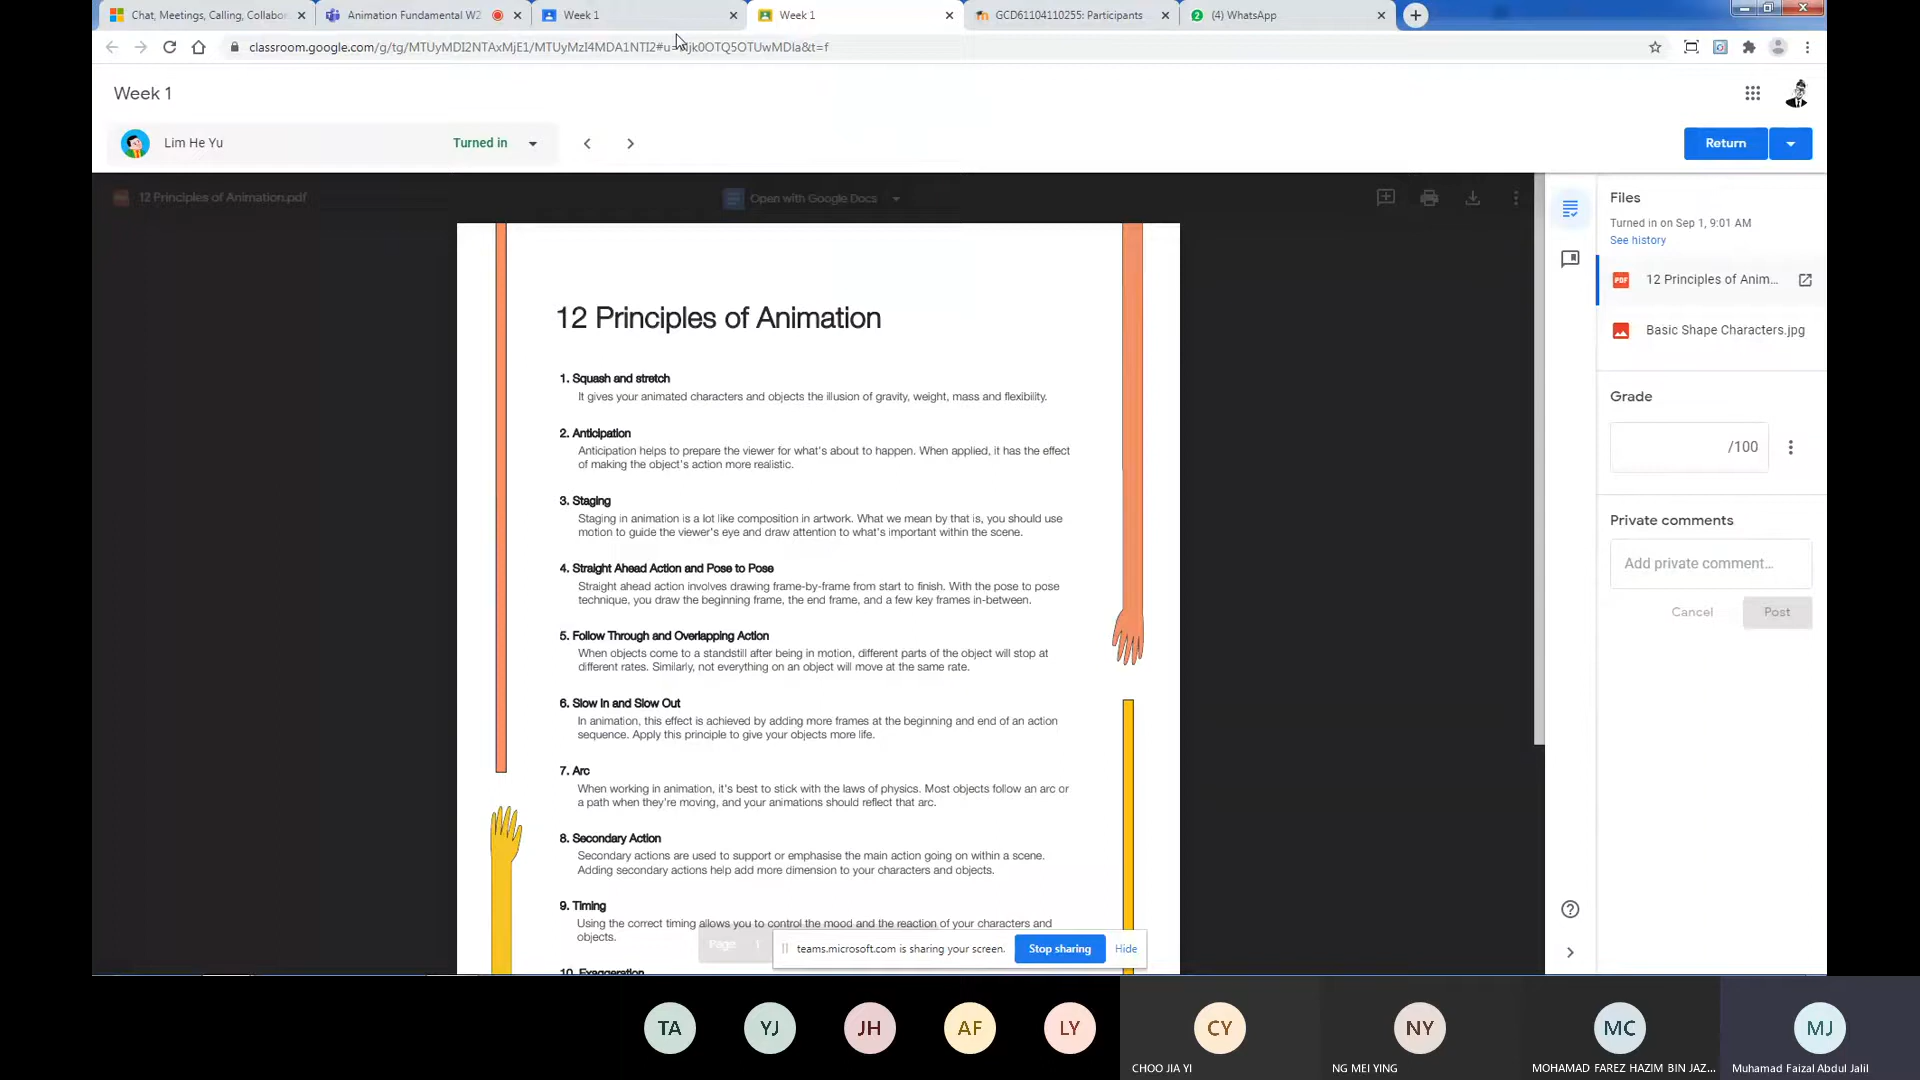 Chat, Meetings, Calling, Collabor
Animation Fundamental W2
Week 1
Week 1
GCD61104110255: Participants
(4) WhatsApp
Week 1
Lim He Yu
Turned in
Return
12 Principles of Animation.pdf
Open with Google Docs
Files
Turned in on Sep 1, 9:01 AM
See history
12 Principles of Anim...
Basic Shape Characters.jpg
Grade
/100
Private comments
Add private comment...
Cancel
Post
12 Principles of Animation
1. Squash and stretch
It gives your animated characters and objects the illusion of gravity, weight, mass and flexibility.
2. Anticipation
Anticipation helps to prepare the viewer for what's about to happen. When applied, it has the effect
of making the object's action more realistic.
3. Staging
Staging in animation is a lot like composition in artwork. What we mean by that is, you should use
motion to guide the viewer's eye and draw attention to what's important within the scene.
4. Straight Ahead Action and Pose to Pose
Straight ahead action involves drawing frame-by-frame from start to finish. With the pose to pose
technique, you draw the beginning frame, the end frame, and a few key frames in-between.
5. Follow Through and Overlapping Action
When objects come to a standstill after being in motion, different parts of the object will stop at
different rates. Similarly, not everything on an object will move at the same rate.
6. Slow In and Slow Out
In animation, this effect is achieved by adding more frames at the beginning and end of an action
sequence. Apply this principle to give your objects more life.
7. Arc
When working in animation, it's best to stick with the laws of physics. Most objects follow an arc or
a path when they're moving, and your animations should reflect that arc.
8. Secondary Action
Secondary actions are used to support or emphasise the main action going on within a scene.
Adding secondary actions help add more dimension to your characters and objects.
9. Timing
Using the correct timing allows you to control the mood and the reaction of your characters and
objects.
10. Exaggeration
Page 1
teams.microsoft.com is sharing your screen.
Stop sharing
Hide
TA
YJ
JH
AF
LY
CY
NY
MC
MJ
CHOO JIA YI
NG MEI YING
MOHAMAD FAREZ HAZIM BIN JAZ...
Muhamad Faizal Abdul Jalil